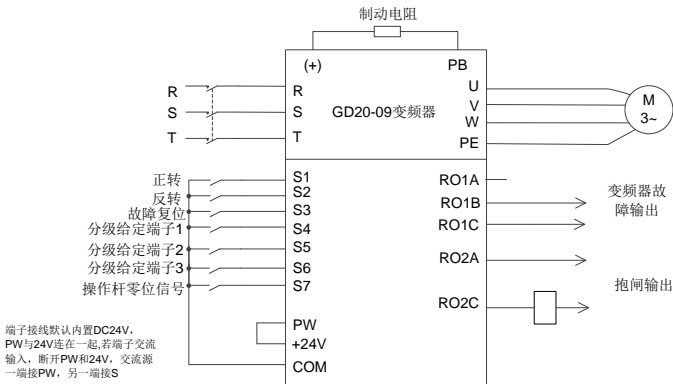 制动电阻
(+)
PB
R
S
T
R
S
T
GD20-09变频器
U
V
W
PE
M
3~
正转
反转
故障复位
分级给定端子1
分级给定端子2
分级给定端子3
操作杆零位信号
S1
S2
S3
S4
S5
S6
S7
PW
+24V
COM
RO1A
RO1B
RO1C
RO2A
RO2C
变频器故
障输出
抱闸输出
端子接线默认内置DC24V，
PW与24V连在一起,若端子交流
输入，断开PW和24V，交流源
一端接PW，另一端接S